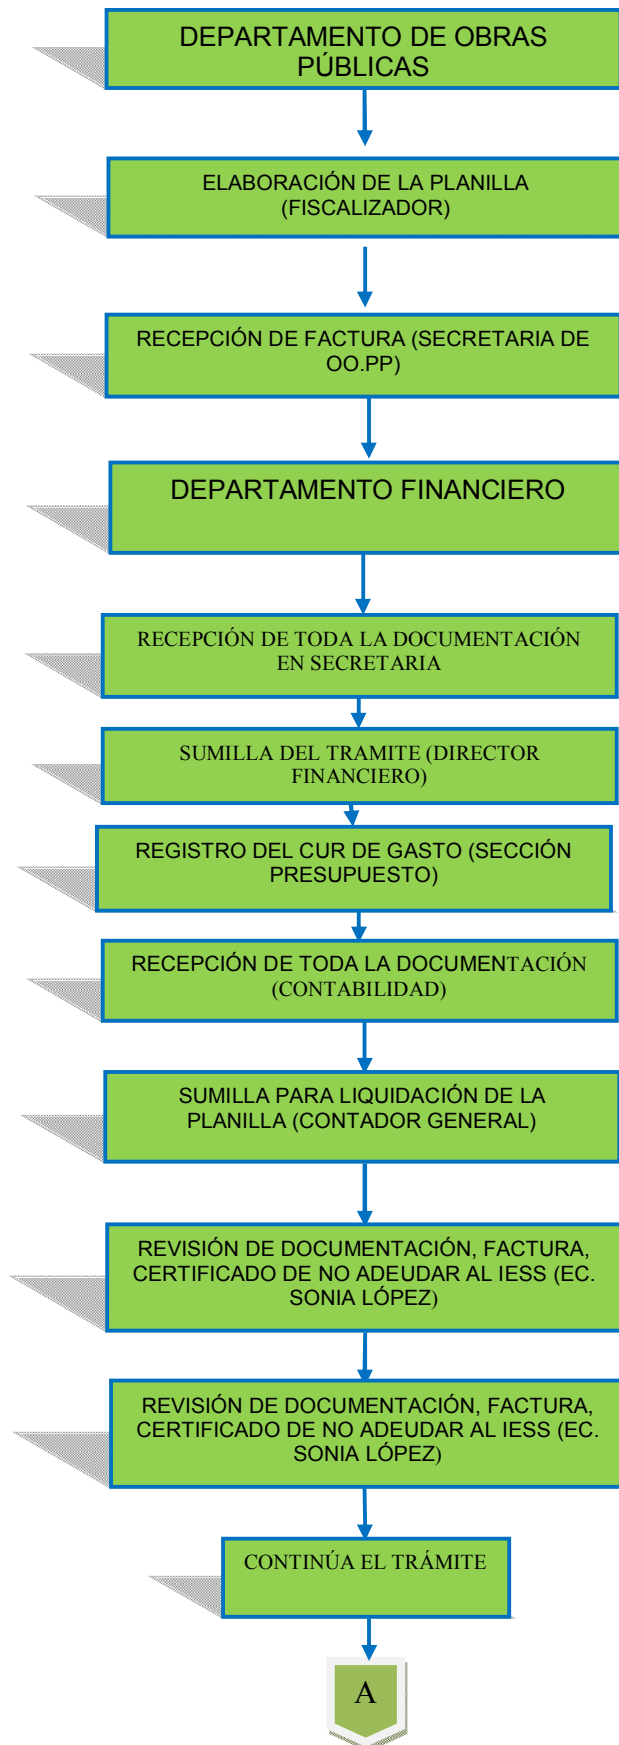 DEPARTAMENTO DE OBRAS
PÚBLICAS
ELABORACIÓN DE LA PLANILLA
(FISCALIZADOR)
RECEPCIÓN DE FACTURA (SECRETARIA DE
OO.PP)
DEPARTAMENTO FINANCIERO
RECEPCIÓN DE TODA LA DOCUMENTACIÓN
EN SECRETARIA
SUMILLA DEL TRAMITE (DIRECTOR
FINANCIERO)
REGISTRO DEL CUR DE GASTO (SECCIÓN
PRESUPUESTO)
RECEPCIÓN DE TODA LA DOCUMENTACIÓN
(CONTABILIDAD)
SUMILLA PARA LIQUIDACIÓN DE LA
PLANILLA (CONTADOR GENERAL)
REVISIÓN DE DOCUMENTACIÓN, FACTURA,
CERTIFICADO DE NO ADEUDAR AL IESS (EC.
SONIA LÓPEZ)
REVISIÓN DE DOCUMENTACIÓN, FACTURA,
CERTIFICADO DE NO ADEUDAR AL IESS (EC.
SONIA LÓPEZ)
CONTINÚA EL TRÁMITE
A